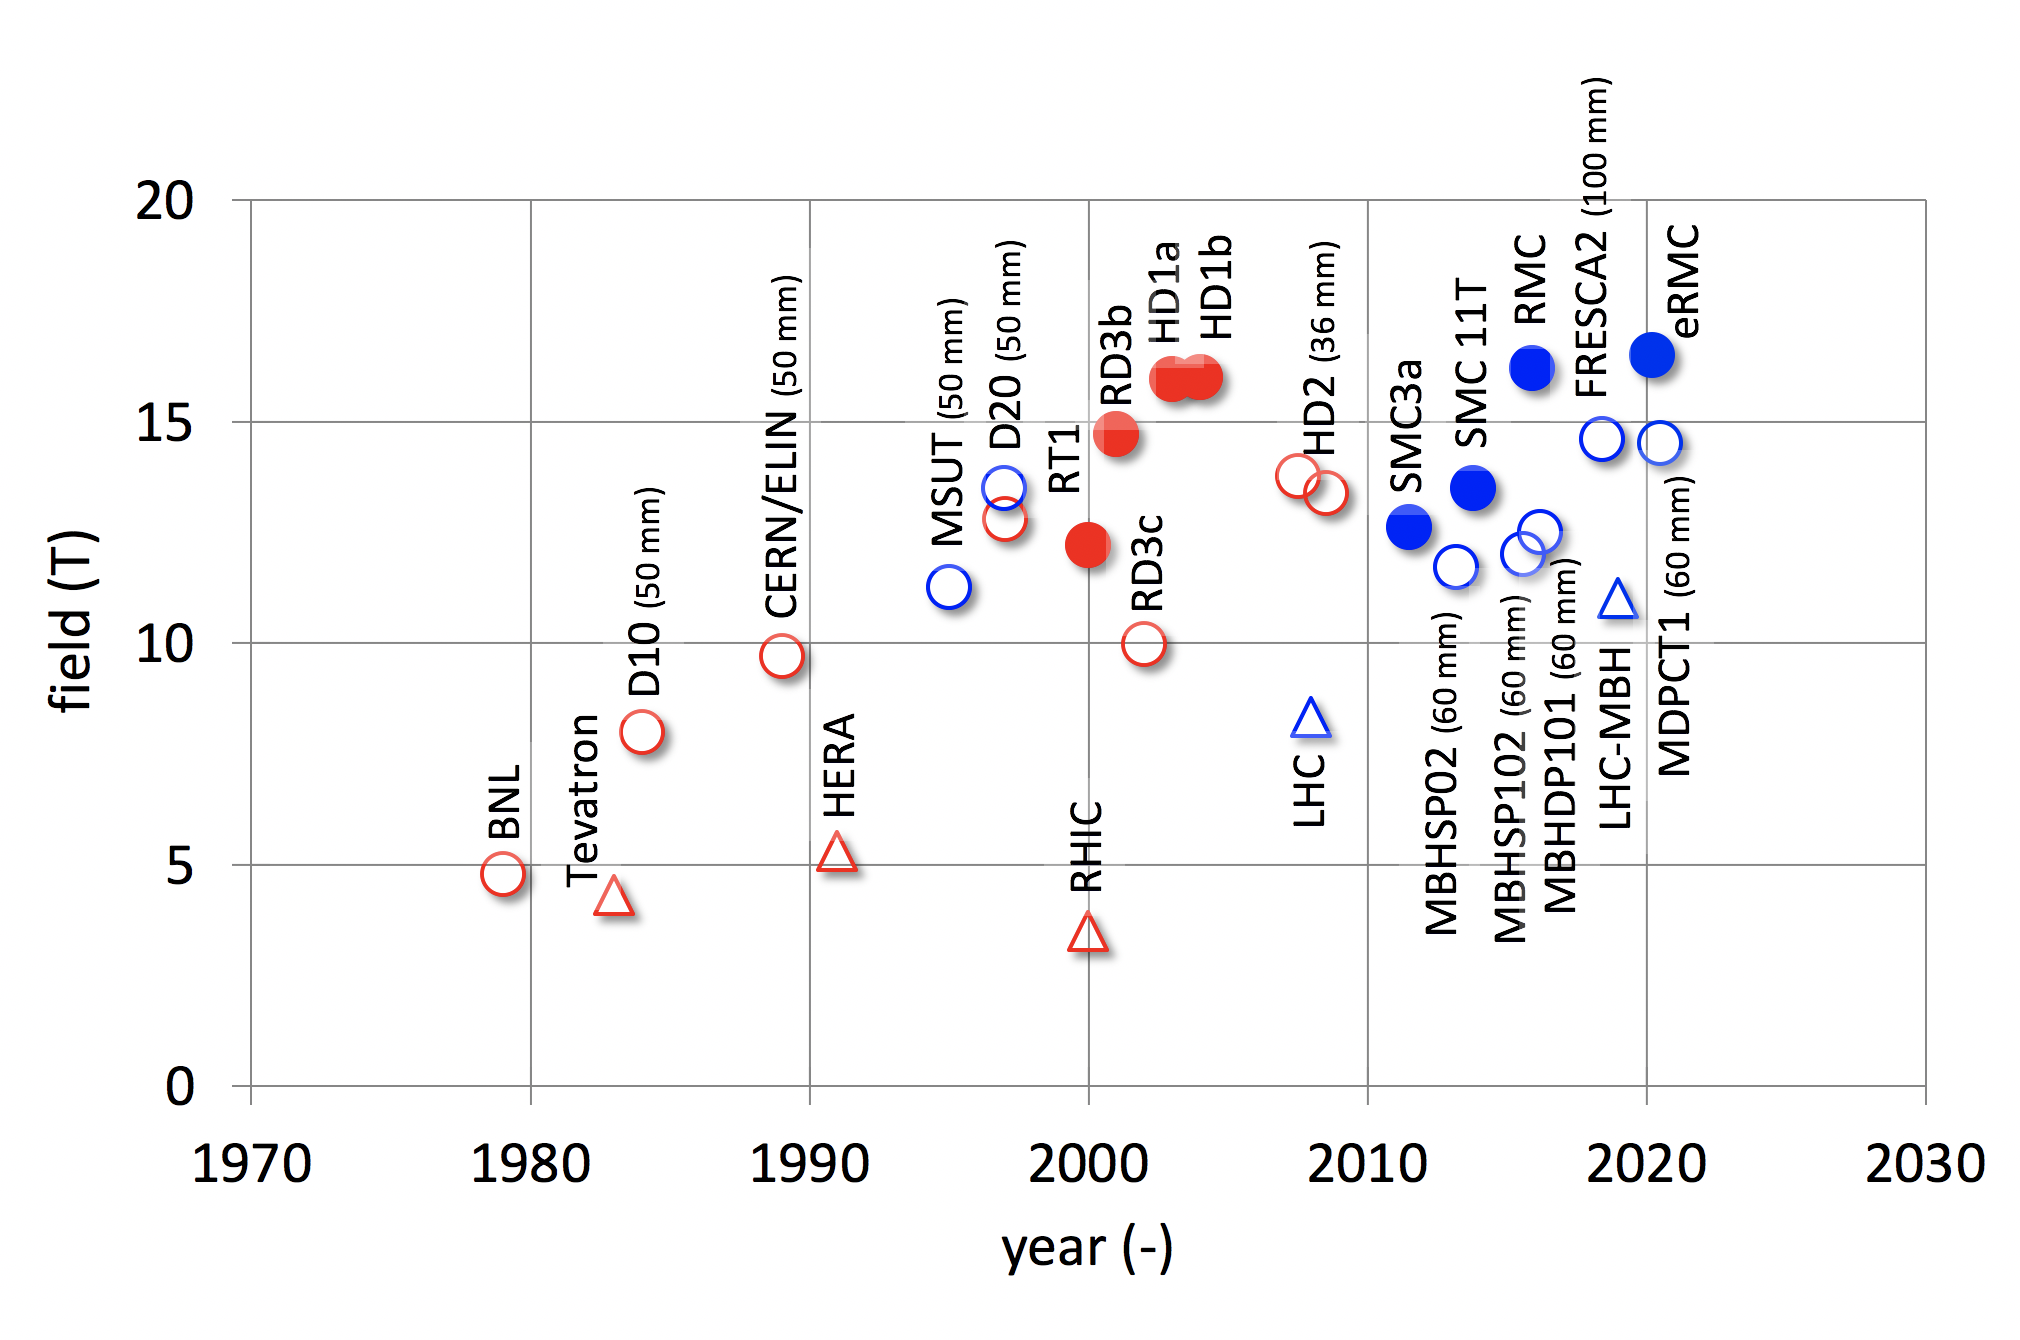 field (T)
20
15
10
5
0
BNL
Tevatron
D10 (50 mm)
CERN/ELIN (50 mm)
HERA
MSUT (50 mm)
D20 (50 mm)
RT1
RHIC
RD3b
RD3c
HD1a
HD1b
HD2 (36 mm)
LHC
SMC3a
MBHSP02 (60 mm)
SMC 11T
MBHSP102 (60 mm)
RMC
MBHDP101 (60 mm)
FRESCA2 (100 mm)
LHC-MBH
eRMC
MDPCT1 (60 mm)
1970
1980
1990
2000
2010
2020
2030
year (-)